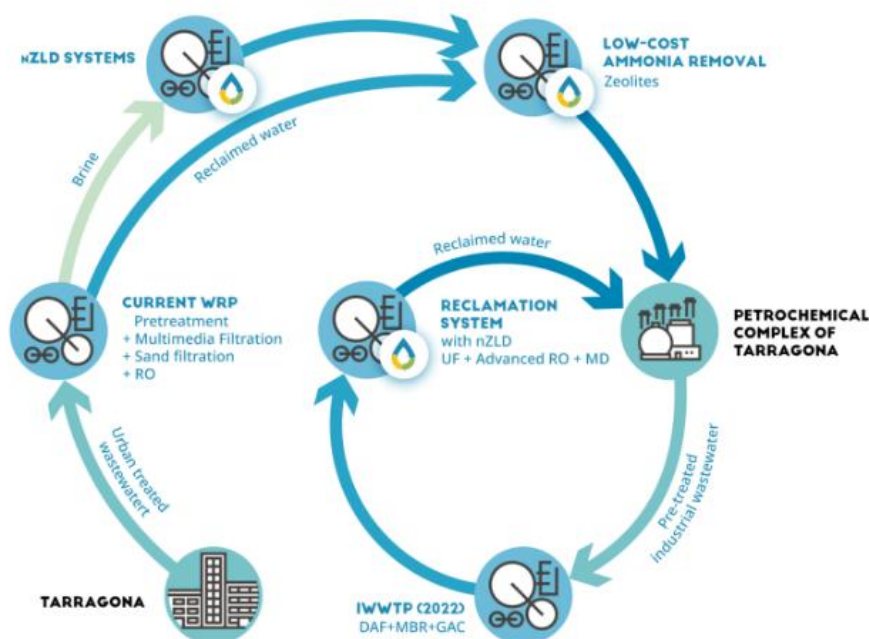 nZLD SYSTEMS
LOW-COST
AMMONIA REMOVAL
Zeolites
Brine
Reclaimed water
Reclaimed water
CURRENT WRP
Pretreatment
+ Multimedia Filtration
+ Sand filtration
+ RO
RECLAMATION
SYSTEM
with nZLD
UF + Advanced RO + MD
PETROCHEMICAL
COMPLEX OF
TARRAGONA
Urban treated
wastewatert
Pre-treated
industrial wastewater
TARRAGONA
IWWTP (2022)
DAF+MBR+GAC